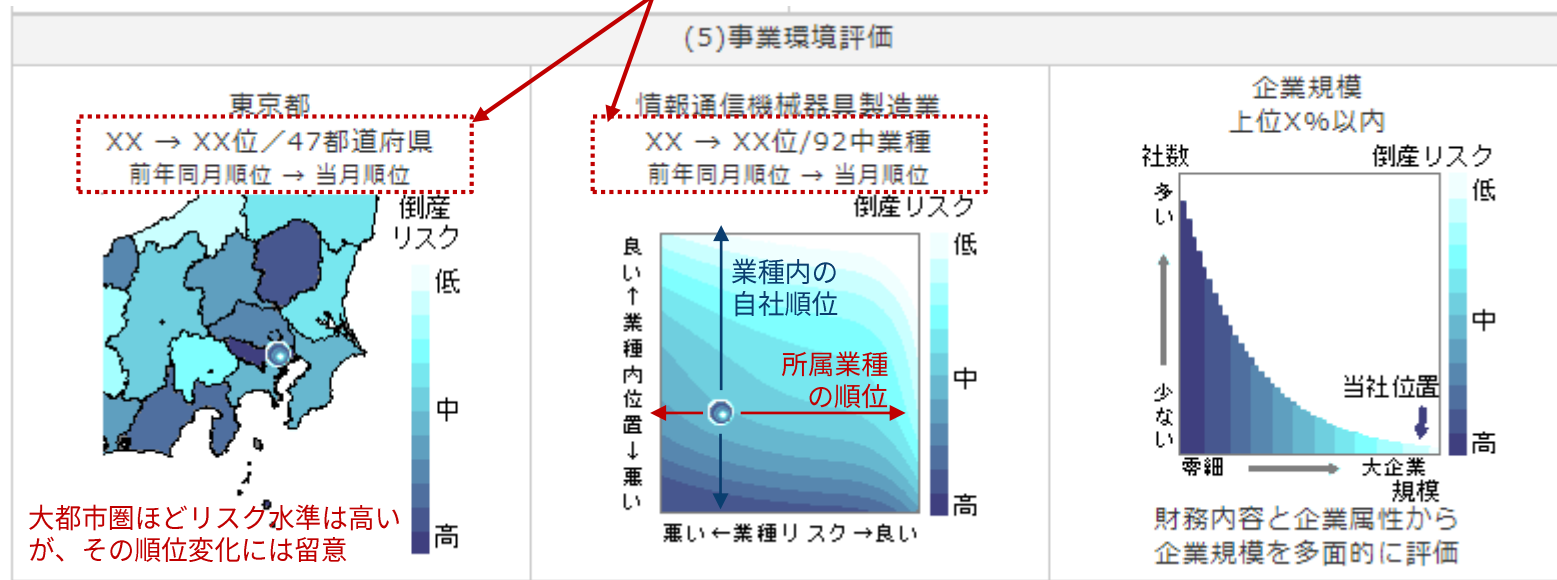 (5)事業環境評価
東京都
XX → XX位／47都道府県
前年同月順位 → 当月順位
倒産
リスク
低
中
高
大都市圏ほどリスク水準は高い
が、その順位変化には留意
情報通信機械器具製造業
XX → XX位/92中業種
前年同月順位 → 当月順位
倒産リスク
低
中
高
良い↑業種内位置↓悪い
業種内の
自社順位
所属業種
の順位
悪い←業種リスク→良い
企業規模
上位X%以内
社数
倒産リスク
多い
少ない
低
中
高
当社位置
零細
大企業
規模
財務内容と企業属性から
企業規模を多面的に評価